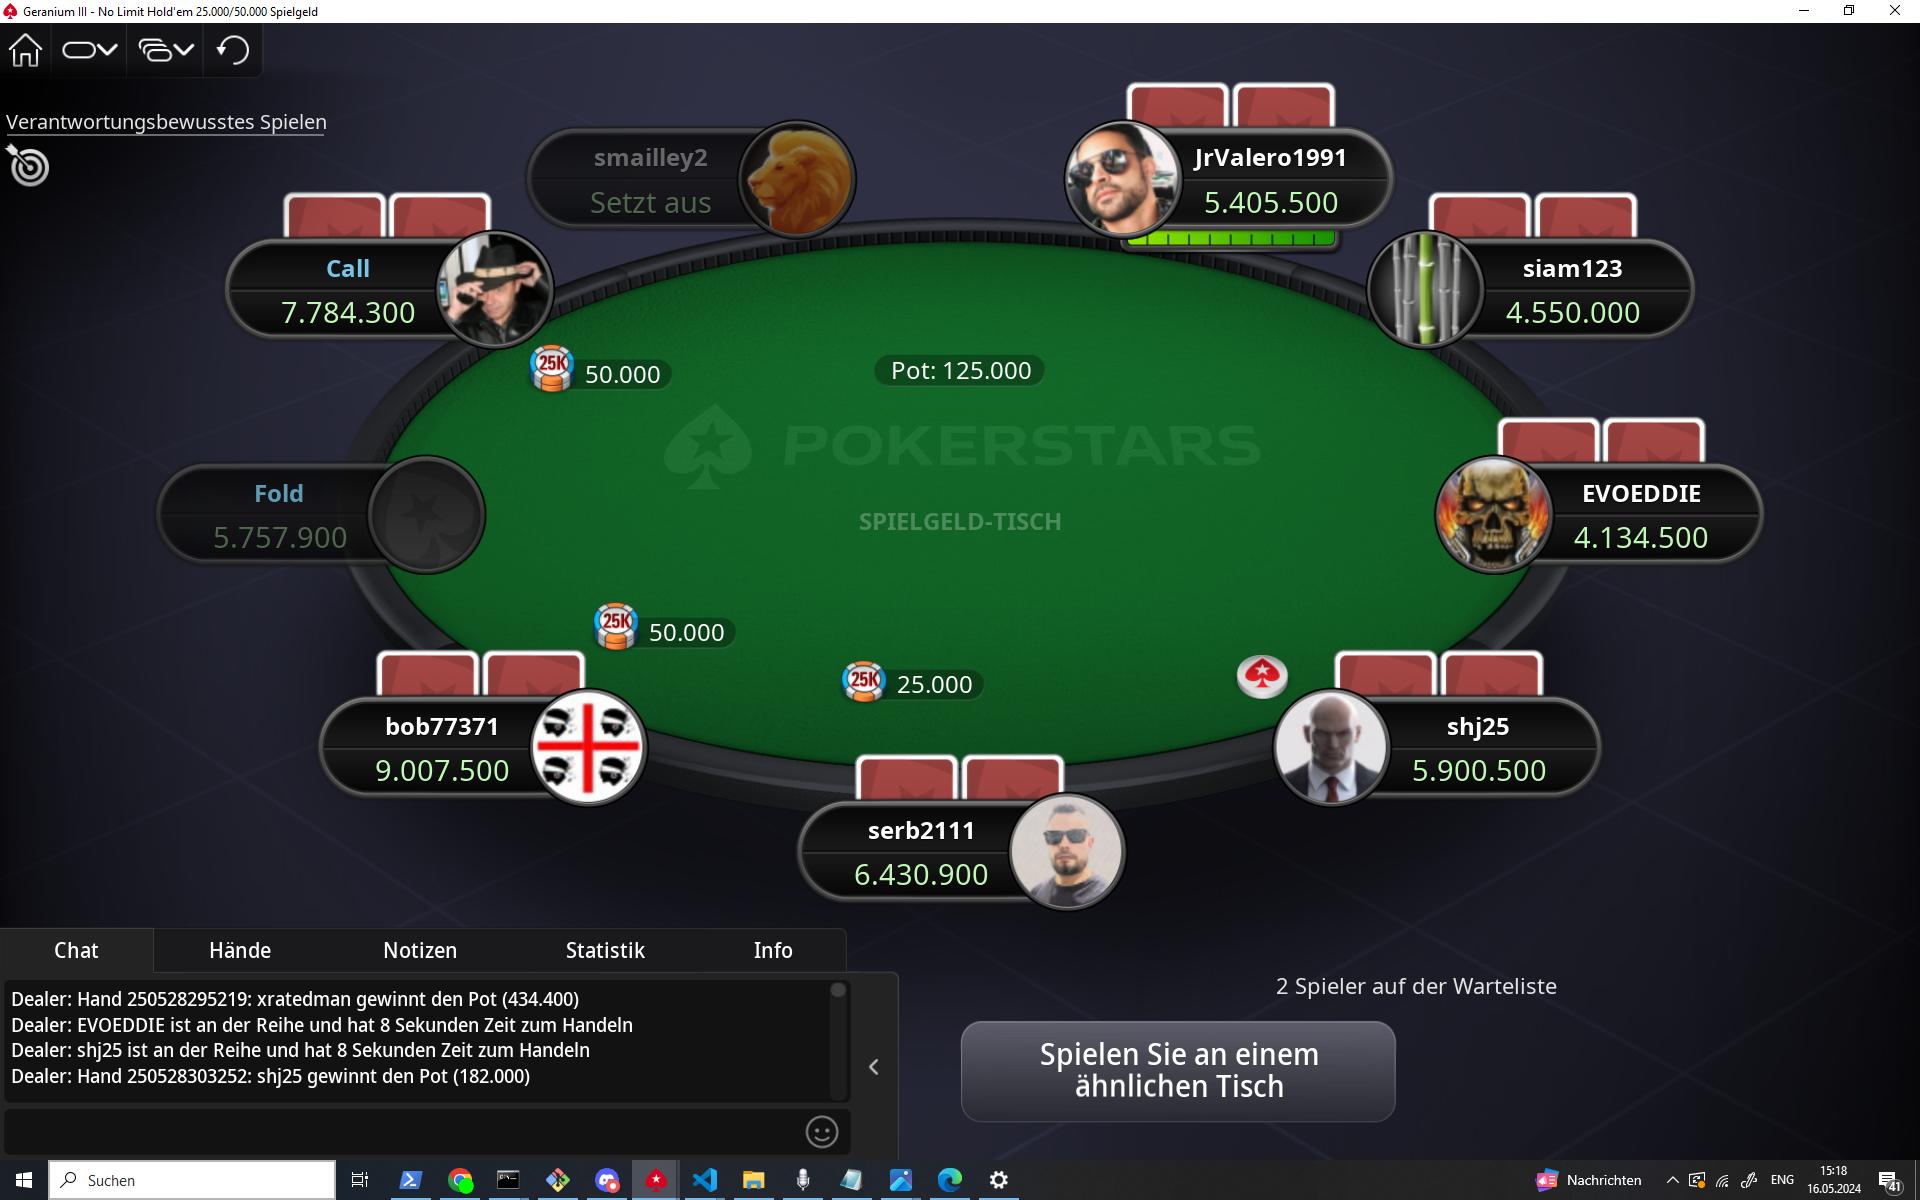 Geranium III - No Limit Hold'em 25.000/50.000 Spielgeld
Verantwortungsbewusstes Spielen
smailley2
Setzt aus
JrValero1991
5.405.500
Call
7.784.300
siam123
4.550.000
25K
50.000
Pot: 125.000
POKERSTARS
SPIELGELD-TISCH
Fold
5.757.900
EVOEDDIE
4.134.500
25K
50.000
25K
25.000
bob77371
9.007.500
shj25
5.900.500
serb2111
6.430.900
Chat
Hände
Notizen
Statistik
Info
Dealer: Hand 250528295219: xratedman gewinnt den Pot (434.400)
Dealer: EVOEDDIE ist an der Reihe und hat 8 Sekunden Zeit zum Handeln
Dealer: shj25 ist an der Reihe und hat 8 Sekunden Zeit zum Handeln
Dealer: Hand 250528303252: shj25 gewinnt den Pot (182.000)
2 Spieler auf der Warteliste
Spielen Sie an einem
ähnlichen Tisch
Suchen
Nachrichten
ENG
15:18
16.05.2024
41